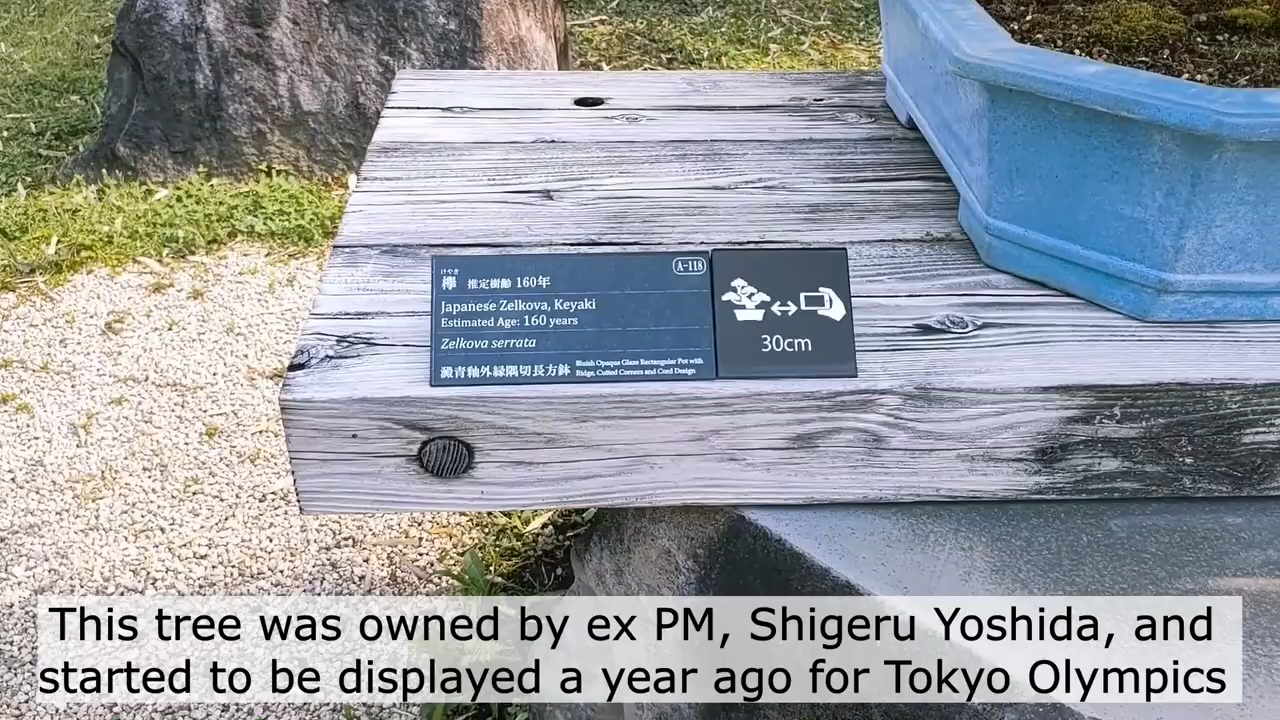 A-118
けやき
欅 推定樹齢 160年
Japanese Zelkova, Keyaki
Estimated Age: 160 years
Zelkova serrata
澱青釉外縁隅切長方鉢
Bluish Opaque Glaze Rectangular Pot with
Ridge, Cutted Corners and Cord Design
30cm
This tree was owned by ex PM, Shigeru Yoshida, and
started to be displayed a year ago for Tokyo Olympics